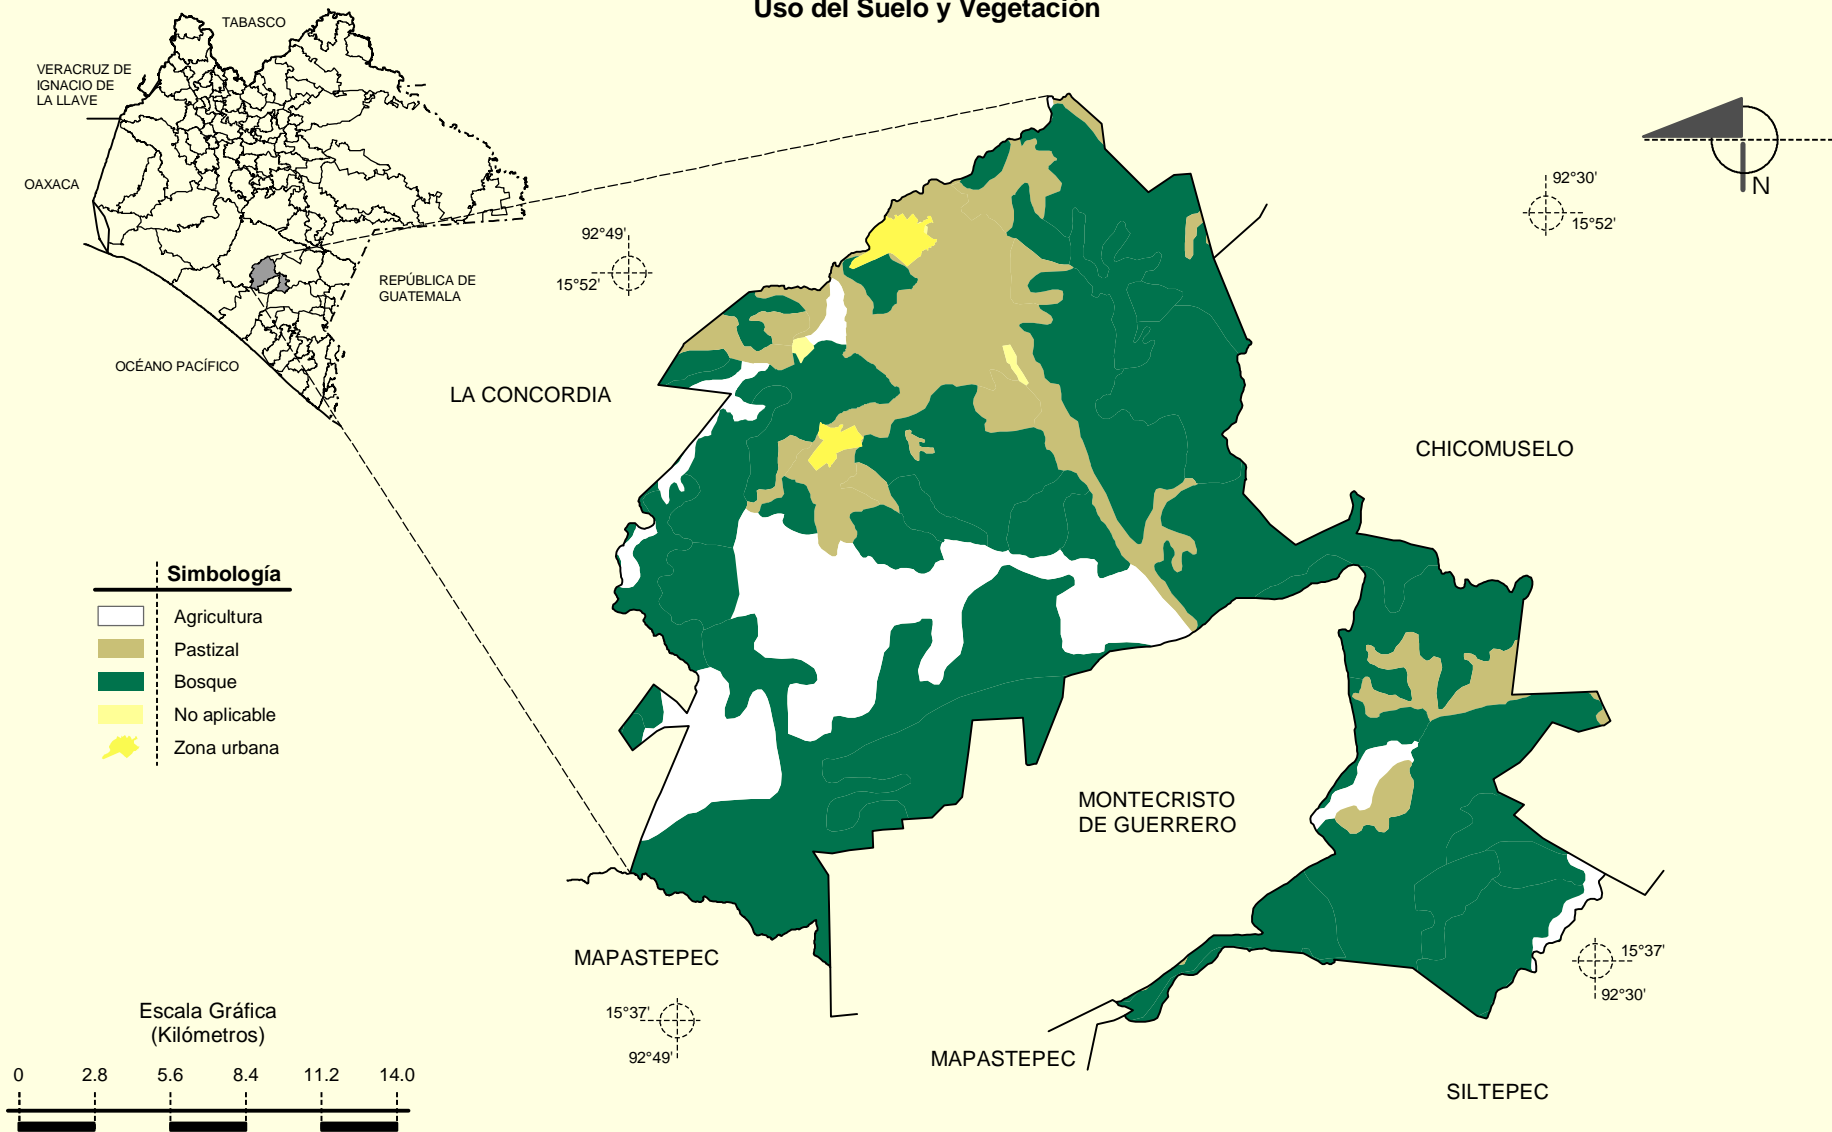 Uso del Suelo y Vegetación
TABASCO
VERACRUZ DE
IGNACIO DE
LA LLAVE
OAXACA
REPÚBLICA DE
GUATEMALA
OCÉANO PACÍFICO
N
92°30'
15°52'
92°49'
15°52'
LA CONCORDIA
CHICOMUSELO
Simbología
Agricultura
Pastizal
Bosque
No aplicable
Zona urbana
MONTECRISTO
DE GUERRERO
MAPASTEPEC
15°37'
92°30'
15°37'
92°49'
MAPASTEPEC
SILTEPEC
Escala Gráfica
(Kilómetros)
0 2.8 5.6 8.4 11.2 14.0